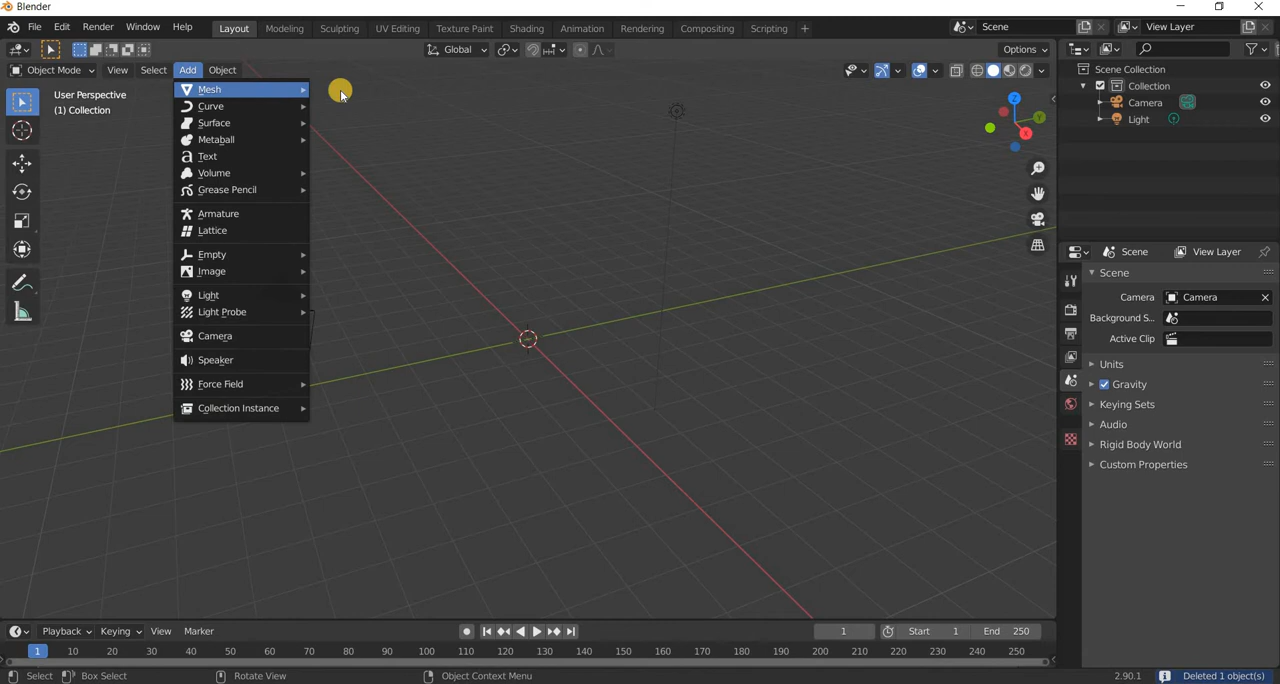 Blender
File Edit Render Window Help Layout Modeling Sculpting UV Editing Texture Paint Shading Animation Rendering Compositing Scripting + Scene View Layer
Global Options
Object Mode View Select Add Object
User Perspective
(1) Collection
Mesh
Curve
Surface
Metaball
Text
Volume
Grease Pencil
Armature
Lattice
Empty
Image
Light
Light Probe
Camera
Speaker
Force Field
Collection Instance
Z
Y
X
Scene Collection
Collection
Camera
Light
Scene View Layer
Scene
Camera Camera
Background S...
Active Clip
Units
Gravity
Keying Sets
Audio
Rigid Body World
Custom Properties
Playback Keying View Marker 1 Start 1 End 250
1 10 20 30 40 50 60 70 80 90 100 110 120 130 140 150 160 170 180 190 200 210 220 230 240 250
Select Box Select Rotate View Object Context Menu 2.90.1 Deleted 1 object(s)